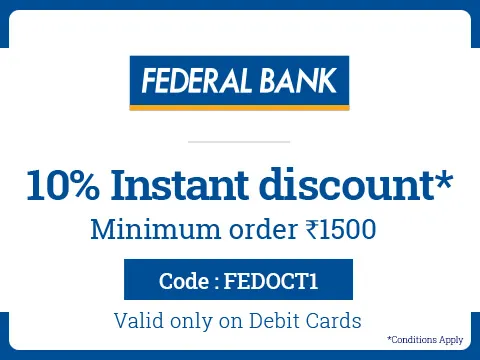 FEDERAL BANK
10% Instant discount*
Minimum order ₹1500
Code : FEDOCT1
Valid only on Debit Cards
*Conditions Apply